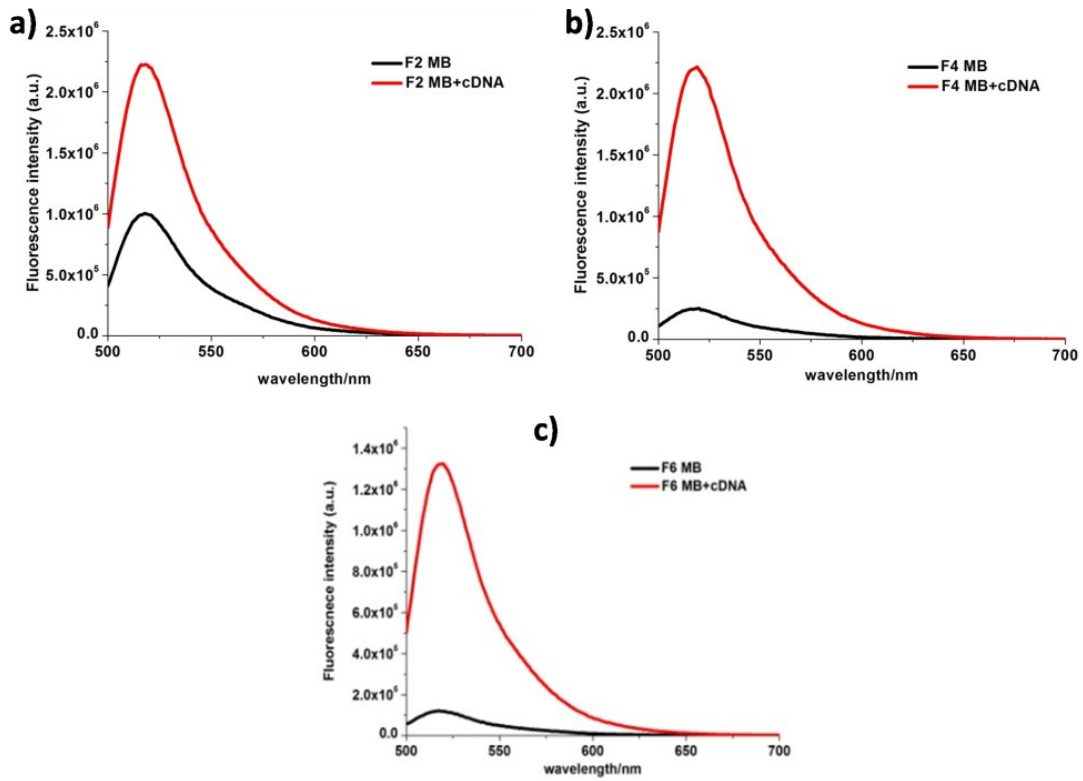 a)
Fluorescence intensity (a.u.)
2.5x10⁶
2.0x10⁶
1.5x10⁶
1.0x10⁶
5.0x10⁵
0.0
500 550 600 650 700
wavelength/nm
F2 MB
F2 MB+cDNA
b)
Fluorescence intensity (a.u.)
2.5x10⁶
2.0x10⁶
1.5x10⁶
1.0x10⁶
5.0x10⁵
0.0
500 550 600 650 700
wavelength/nm
F4 MB
F4 MB+cDNA
c)
Fluorescnece intensity (a.u.)
1.4x10⁶
1.2x10⁶
1.0x10⁶
8.0x10⁵
6.0x10⁵
4.0x10⁵
2.0x10⁵
0.0
500 550 600 650 700
wavelength/nm
F6 MB
F6 MB+cDNA